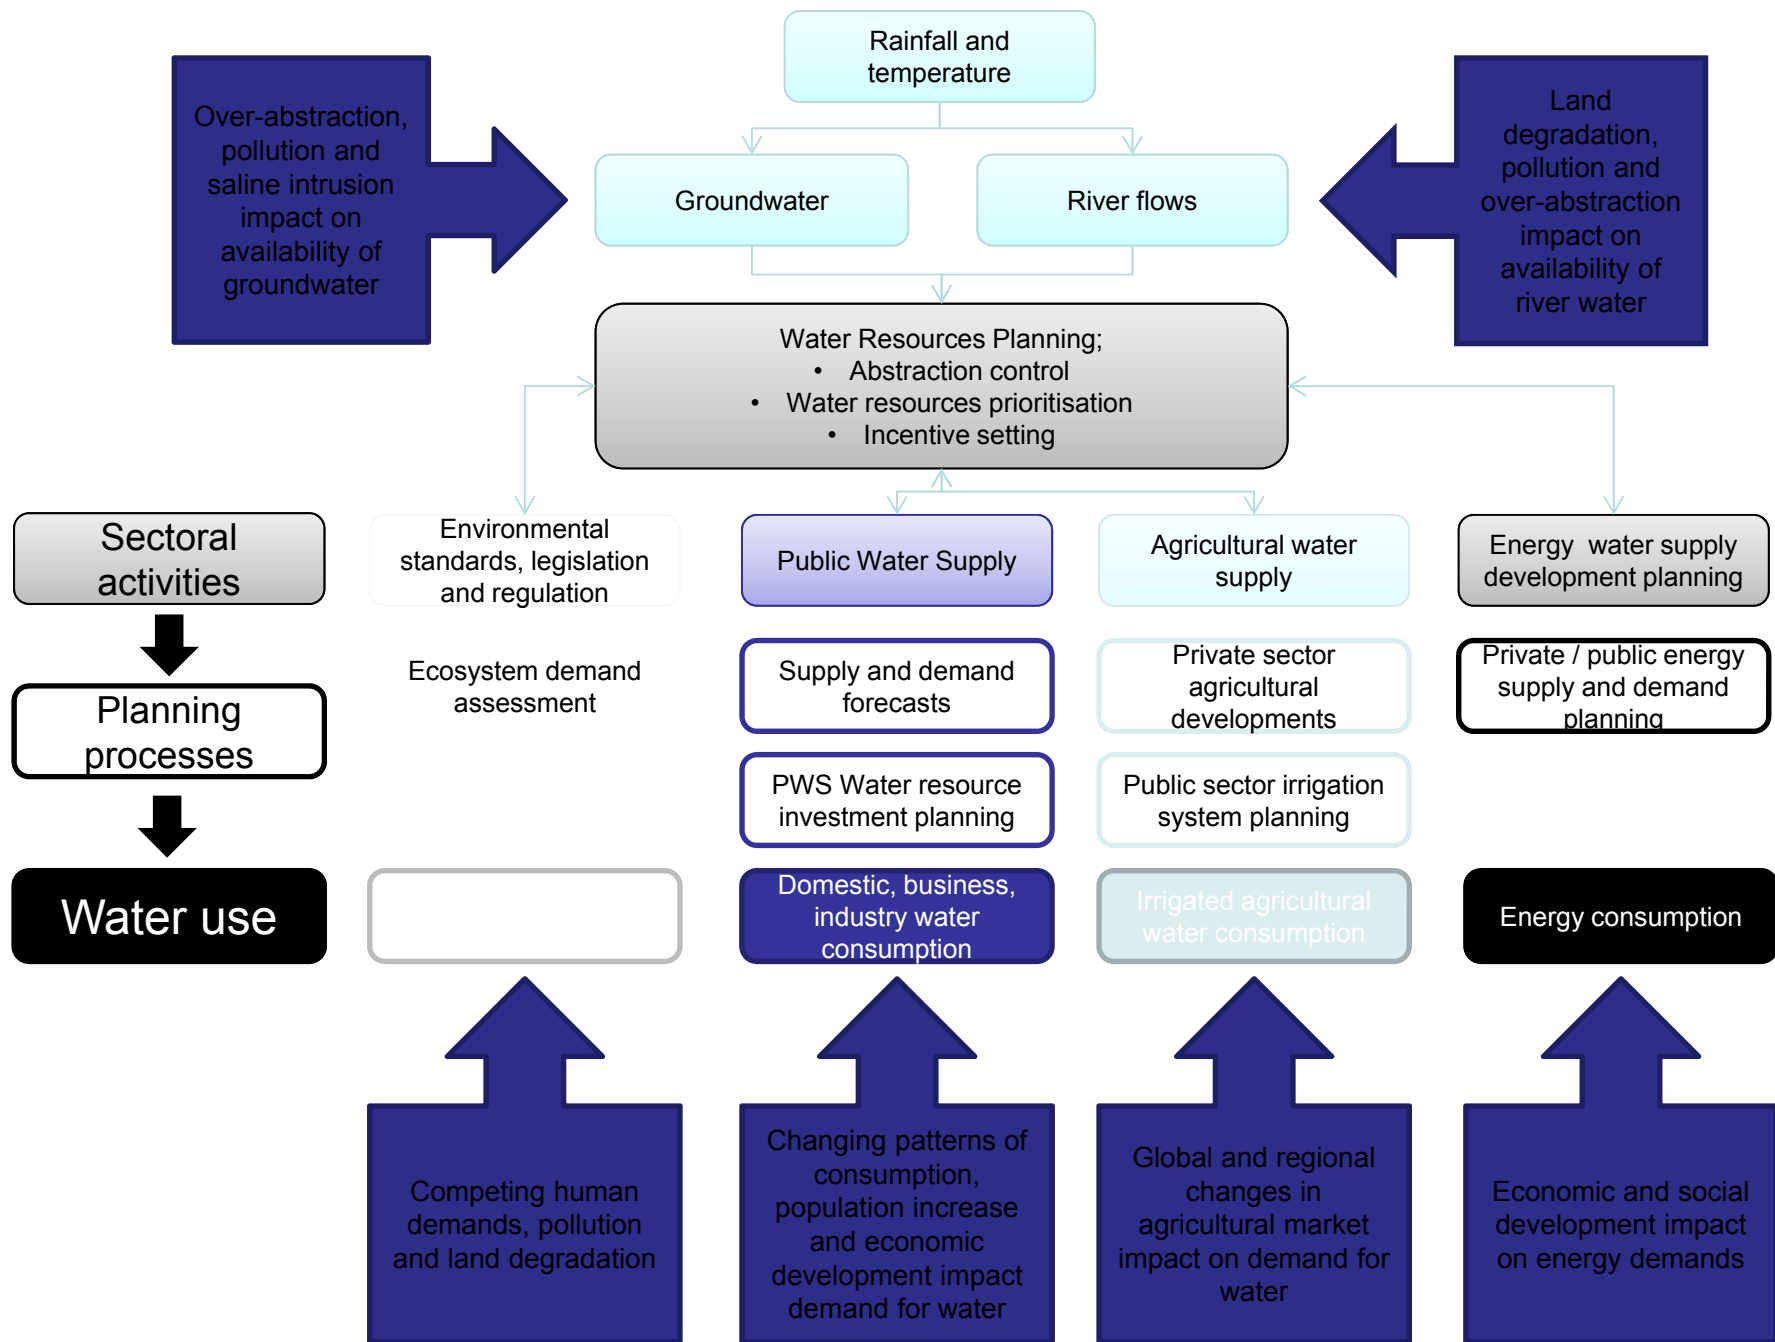 Rainfall and
temperature
Over-abstraction,
pollution and
saline intrusion
impact on
availability of
groundwater
Land
degradation,
pollution and
over-abstraction
impact on
availability of
river water
Groundwater
River flows
Water Resources Planning;
• Abstraction control
• Water resources prioritisation
• Incentive setting
Sectoral
activities
Environmental
standards, legislation
and regulation
Public Water Supply
Agricultural water
supply
Energy water supply
development planning
Planning
processes
Ecosystem demand
assessment
Supply and demand
forecasts
Private sector
agricultural
developments
Private / public energy
supply and demand
planning
PWS Water resource
investment planning
Public sector irrigation
system planning
Water use
Domestic, business,
industry water
consumption
Irrigated agricultural
water consumption
Energy consumption
Competing human
demands, pollution
and land degradation
Changing patterns of
consumption,
population increase
and economic
development impact
demand for water
Global and regional
changes in
agricultural market
impact on demand for
water
Economic and social
development impact
on energy demands